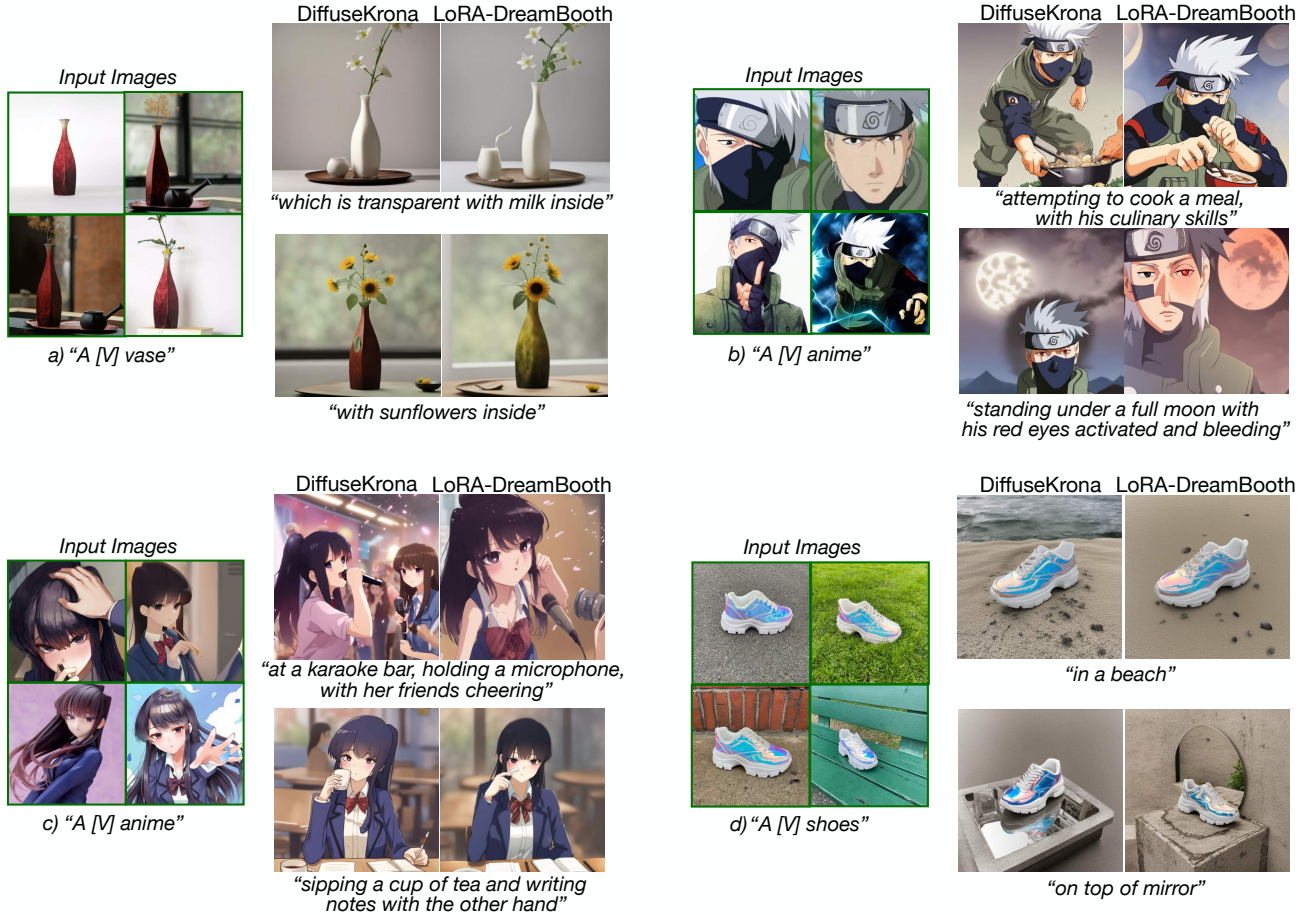 DiffuseKrona LoRA-DreamBooth
Input Images
“which is transparent with milk inside”
a) “A [V] vase”
“with sunflowers inside”
DiffuseKrona LoRA-DreamBooth
Input Images
“attempting to cook a meal,
with his culinary skills”
b) “A [V] anime”
“standing under a full moon with
his red eyes activated and bleeding”
DiffuseKrona LoRA-DreamBooth
Input Images
“at a karaoke bar, holding a microphone,
with her friends cheering”
c) “A [V] anime”
“sipping a cup of tea and writing
notes with the other hand”
DiffuseKrona LoRA-DreamBooth
Input Images
“in a beach”
d) “A [V] shoes”
“on top of mirror”